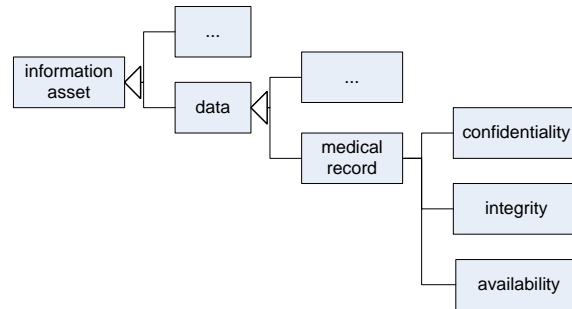 ...
information
asset
...
data
confidentiality
medical
record
integrity
availability